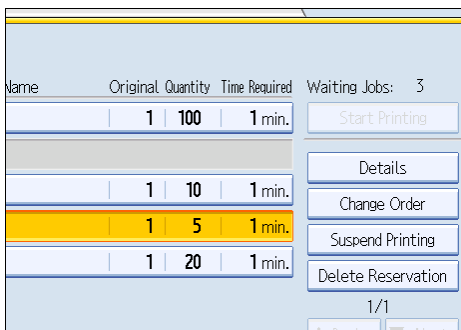 Name Original Quantity Time Required Waiting Jobs: 3
1 100 1 min. Start Printing
Details
1 10 1 min.
Change Order
1 5 1 min.
Suspend Printing
1 20 1 min.
Delete Reservation
1/1